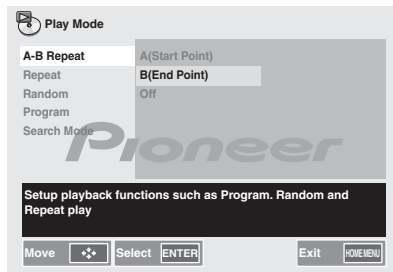 Play Mode
A-B Repeat
A(Start Point)
Repeat
B(End Point)
Random
Off
Program
Search Mode
Pioneer
Setup playback functions such as Program. Random and
Repeat play
Move
Select ENTER
Exit HOME MENU